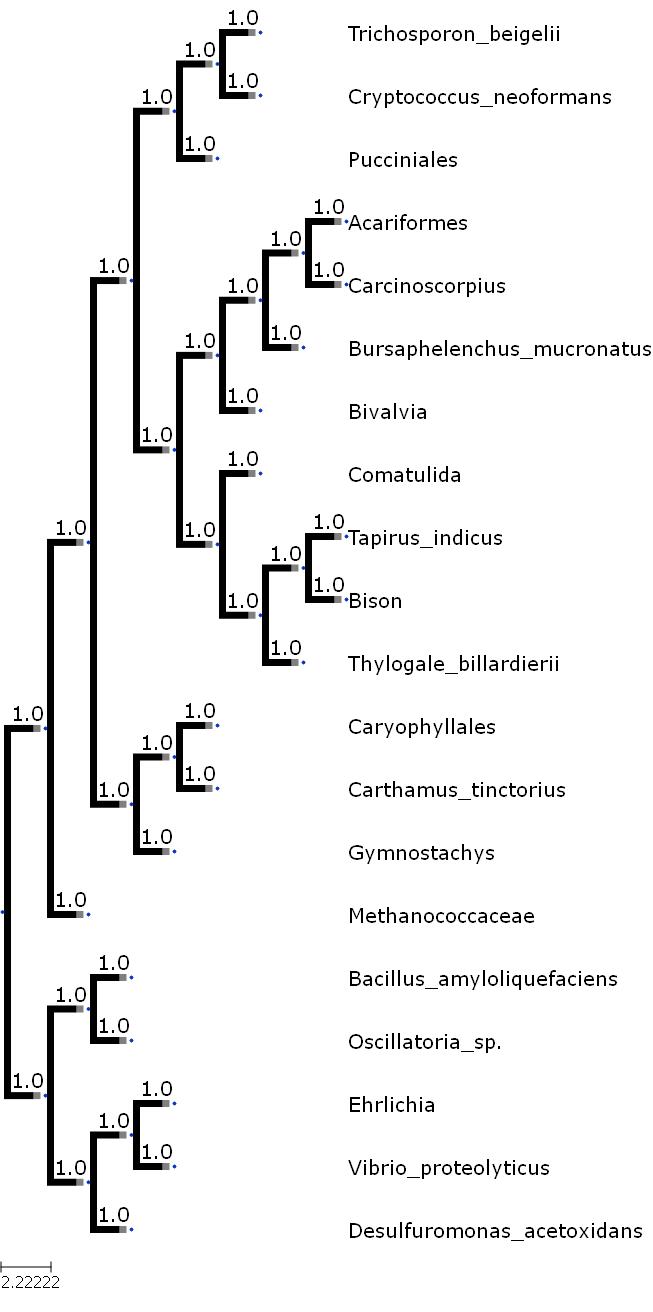 1.0
Trichosporon_beigelii
1.0
1.0
1.0
Cryptococcus_neoformans
1.0
Pucciniales
1.0
Acariformes
1.0
1.0
1.0
1.0
Carcinoscorpius
1.0
1.0
Bursaphelenchus_mucronatus
1.0
Bivalvia
1.0
1.0
Comatulida
1.0
1.0
1.0
Tapirus_indicus
1.0
1.0
1.0
Bison
1.0
Thylogale_billardierii
1.0
1.0
Caryophyllales
1.0
1.0
Carthamus_tinctorius
1.0
1.0
Gymnostachys
1.0
Methanococcaceae
1.0
Bacillus_amyloliquefaciens
1.0
1.0
Oscillatoria_sp.
1.0
1.0
Ehrlichia
1.0
1.0
1.0
Vibrio_proteolyticus
1.0
Desulfuromonas_acetoxidans
2.22222